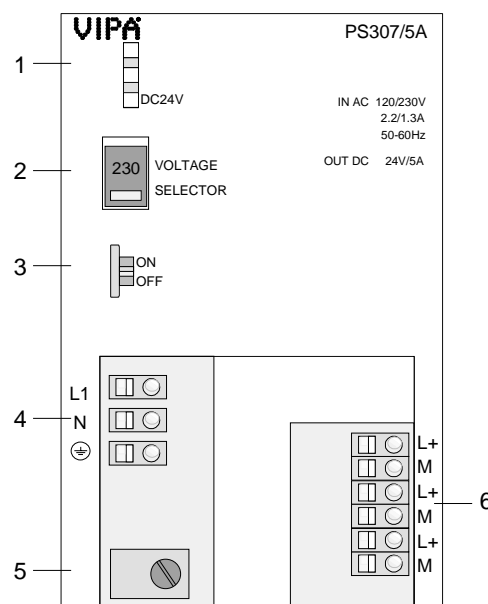 VIPA
PS307/5A
1
DC24V
IN AC 120/230V
2.2/1.3A
50-60Hz
OUT DC 24V/5A
2
230
VOLTAGE
SELECTOR
3
ON
OFF
L1
4
N
L+
M
L+
M
L+
M
6
5